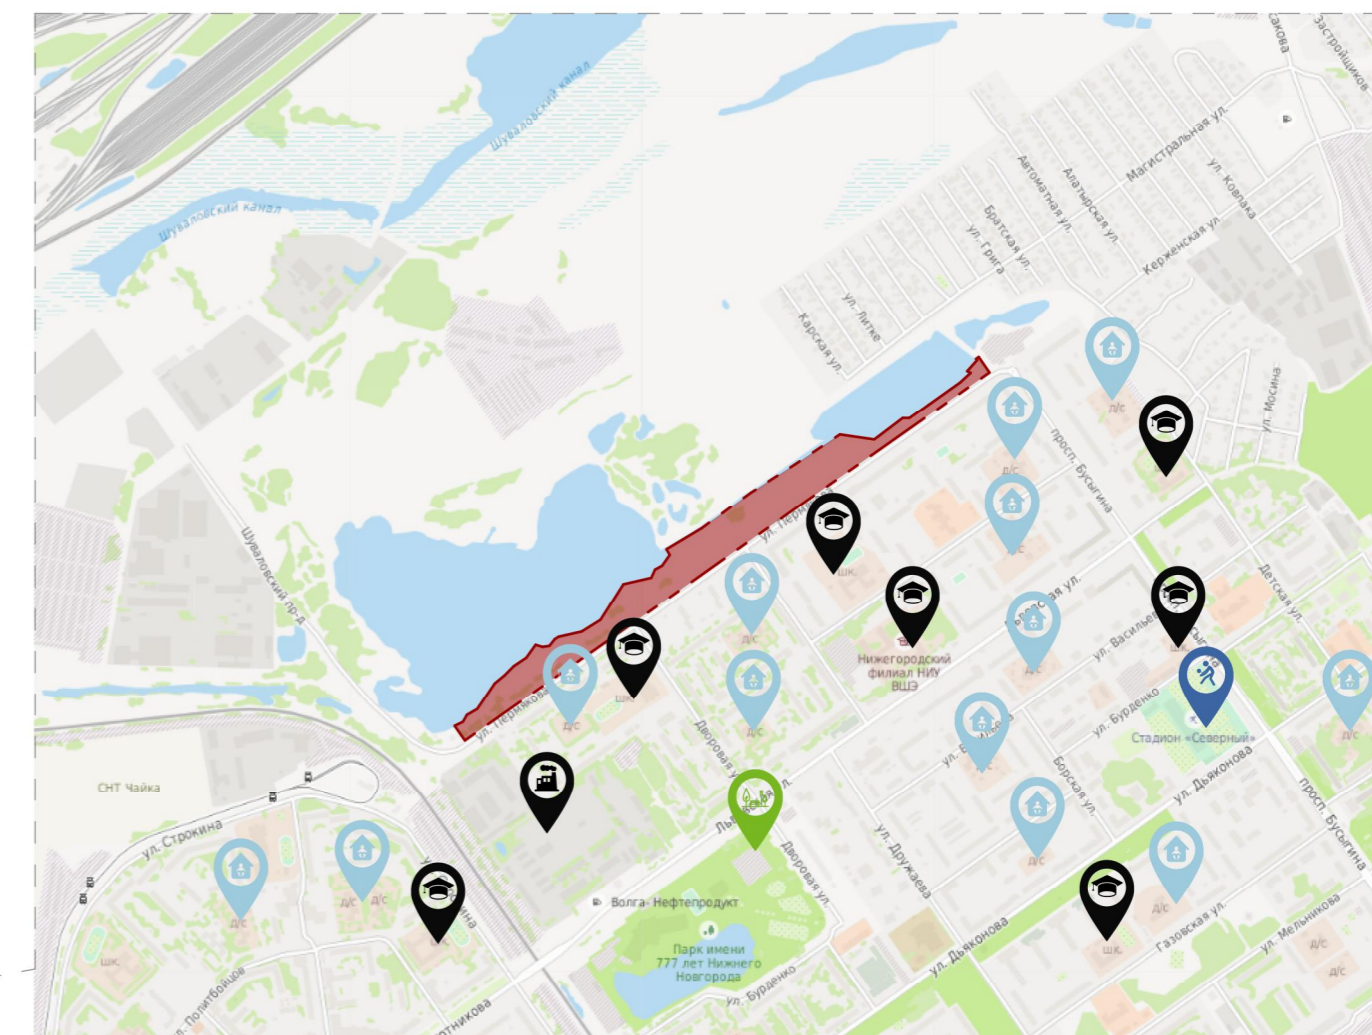 Шуваловский канал
Шуваловский канал
Застройщиков
Магистральная ул.
ул. Ковпака
Автоматная ул.
Алатырская ул.
Братская ул.
ул. Грига
Керженская ул.
ул. Литке
Карская ул.
ул. Мосина
д/с
д/с
просп. Бусыгина
Шуваловский пр-д
шк.
д/с
Детская ул.
д/с
Нижегородский
филиал НИУ
ВШЭ
д/с
ул. Васильева
шк.
шк.
ул. Пермякова
д/с
д/с
ул. Бурденко
Стадион «Северный»
д/с
Дворовая ул.
д/с
Борская ул.
ул. Дьяконова
СНТ Чайка
ул. Строкина
просп. Бусыгина
ул. Дружаева
Дворовая ул.
д/с
д/с
д/с
д/с
Волга- Нефтепродукт
д/с
Газовская ул.
ул. Мельникова
ул. Дьяконова
шк.
д/с
д/с
шк.
Парк имени
777 лет Нижнего
Новгорода
ул. Бурденко